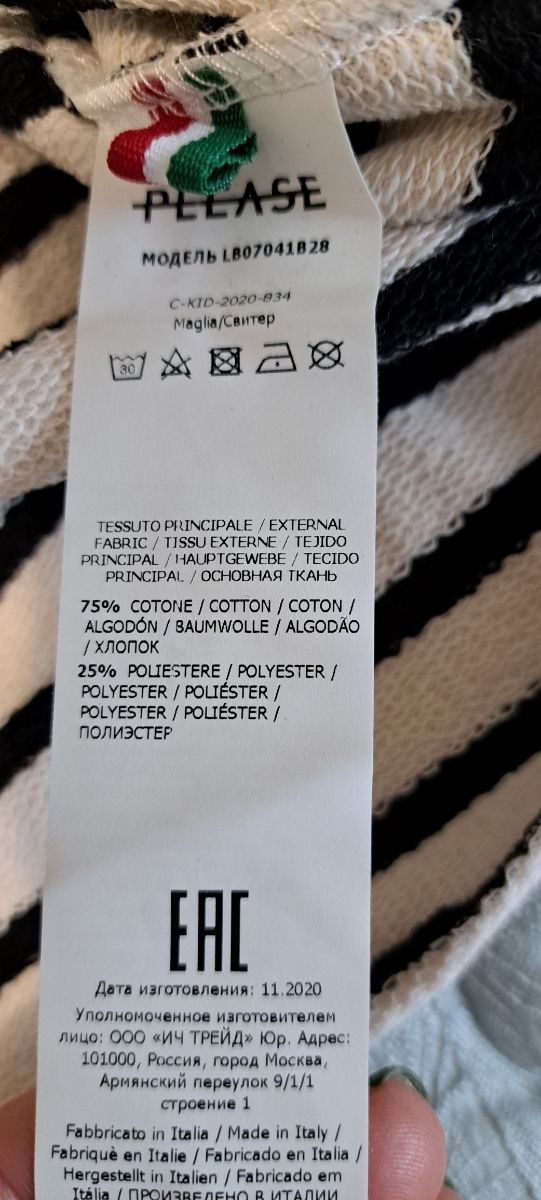 PLEASE
МОДЕЛЬ LB07041B28
C-KID-2020-834
Maglia/Свитер
30
TESSUTO PRINCIPALE / EXTERNAL
FABRIC / TISSU EXTERNE / TEJIDO
PRINCIPAL / HAUPTGEWEBE / TECIDO
PRINCIPAL / ОСНОВНАЯ ТКАНЬ
75% COTONE / COTTON / COTON /
ALGODÓN / BAUMWOLLE / ALGODÃO
/ ХЛОПОК
25% POLIESTERE / POLYESTER /
POLYESTER / POLIÉSTER /
POLYESTER / POLIÉSTER /
ПОЛИЭСТЕР
EAC
Дата изготовления: 11.2020
Уполномоченное изготовителем
лицо: ООО «ИЧ ТРЕЙД» Юр. Адрес:
101000, Россия, город Москва,
Армянский переулок 9/1/1
строение 1
Fabbricato in Italia / Made in Italy /
Fabriquè en Italie / Fabricado en Italia /
Hergestellt in Italien / Fabricado em
Itália / ПРОИЗВЕДЕНО В ИТАЛИИ